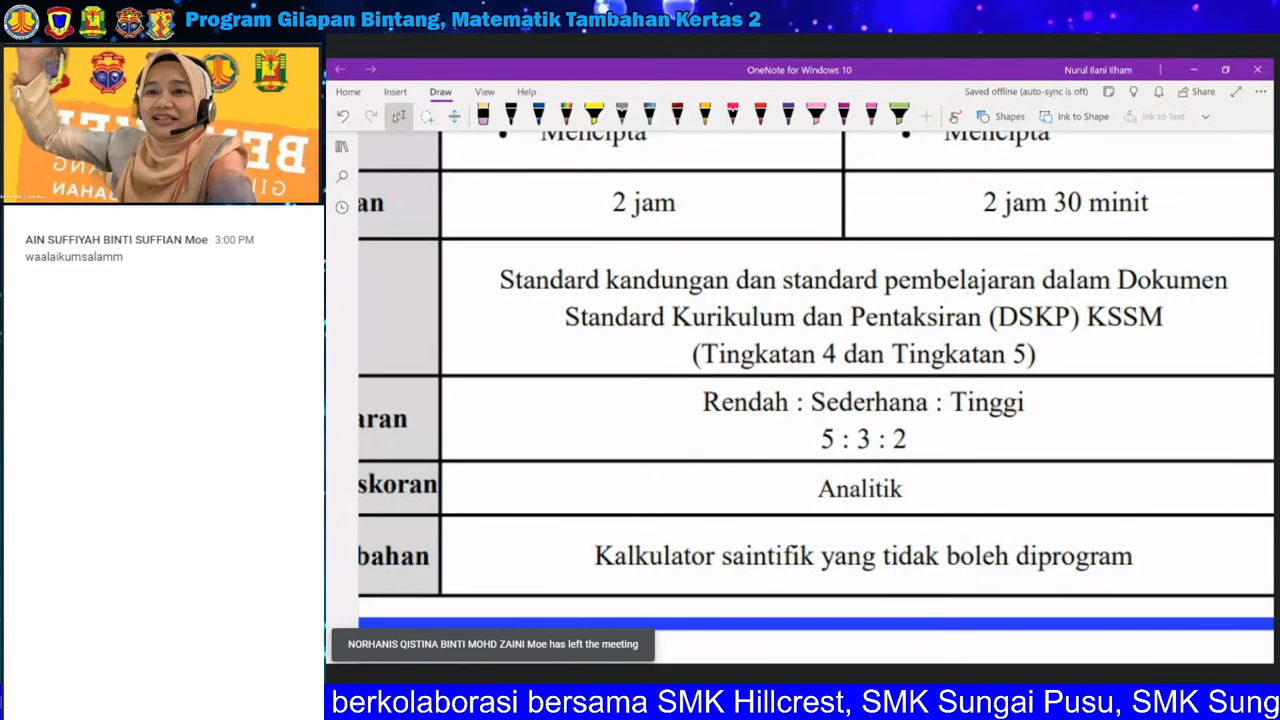 Program Gilapan Bintang, Matematik Tambahan Kertas 2
AIN SUFFIYAH BINTI SUFFIAN Moe 3:00 PM
waalaikumsalamm
OneNote for Windows 10
Nurul Ilani Ilham
Home Insert Draw View Help
Saved offline (auto-sync is off)
Share
Shapes
Ink to Shape
Ink to Text
• Mencipta
• Mencipta
an
2 jam
2 jam 30 minit
Standard kandungan dan standard pembelajaran dalam Dokumen
Standard Kurikulum dan Pentaksiran (DSKP) KSSM
(Tingkatan 4 dan Tingkatan 5)
aran
Rendah : Sederhana : Tinggi
5 : 3 : 2
skoran
Analitik
bahan
Kalkulator saintifik yang tidak boleh diprogram
NORHANIS QISTINA BINTI MOHD ZAINI Moe has left the meeting
berkolaborasi bersama SMK Hillcrest, SMK Sungai Pusu, SMK Sung